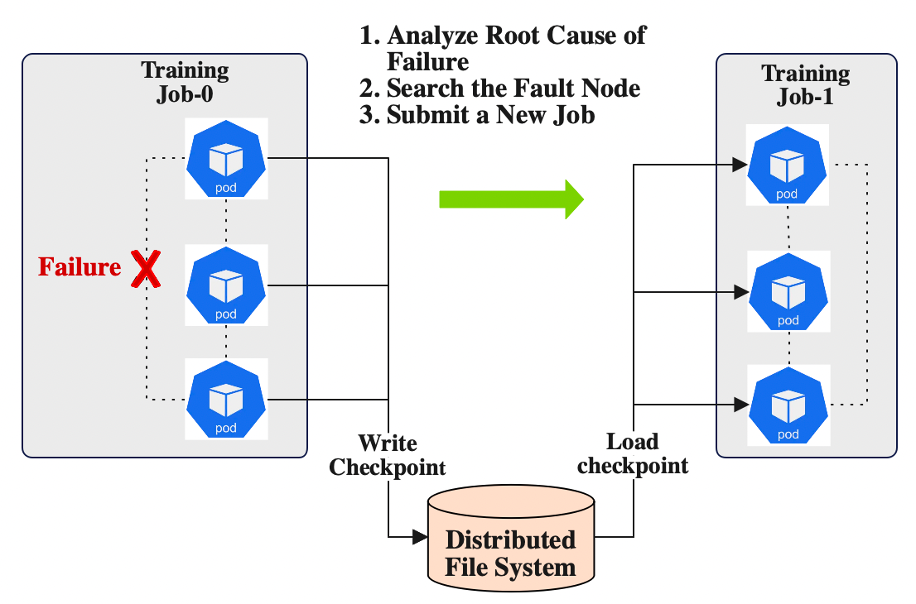 1. Analyze Root Cause of
Failure
2. Search the Fault Node
3. Submit a New Job
Training
Job-0
pod
Failure
pod
pod
Training
Job-1
pod
pod
pod
Write
Checkpoint
Load
checkpoint
Distributed
File System